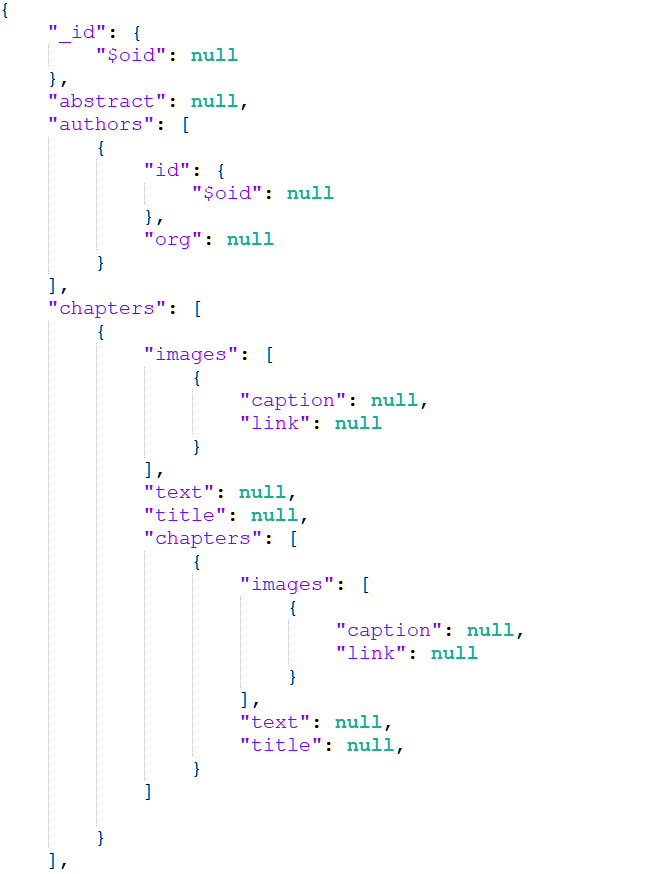 {
    "_id": {
        "$oid": null
    },
    "abstract": null,
    "authors": [
        {
            "id": {
                "$oid": null
            },
            "org": null
        }
    ],
    "chapters": [
        {
            "images": [
                {
                    "caption": null,
                    "link": null
                }
            ],
            "text": null,
            "title": null,
            "chapters": [
                {
                    "images": [
                        {
                            "caption": null,
                            "link": null
                        }
                    ],
                    "text": null,
                    "title": null,
                }
            ]

        }
    ],